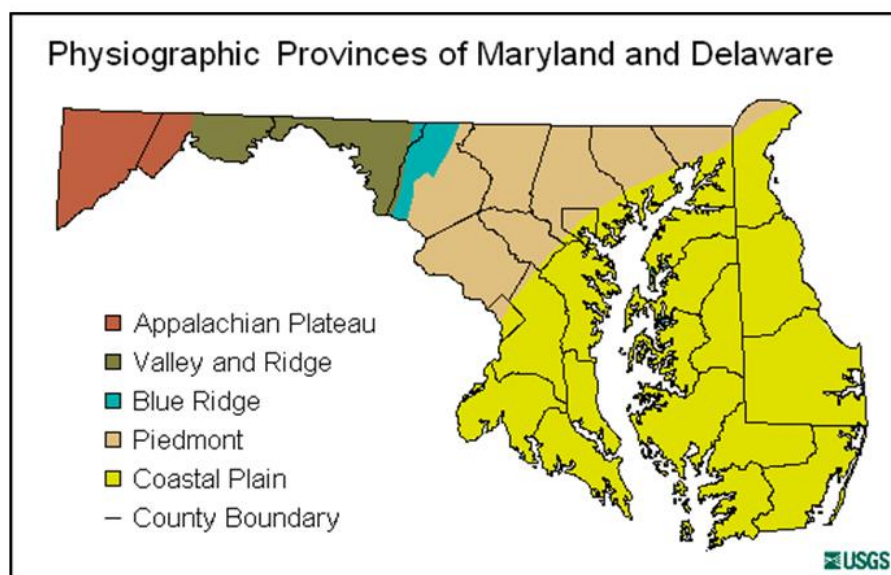 Physiographic Provinces of Maryland and Delaware
Appalachian Plateau
Valley and Ridge
Blue Ridge
Piedmont
Coastal Plain
County Boundary
USGS